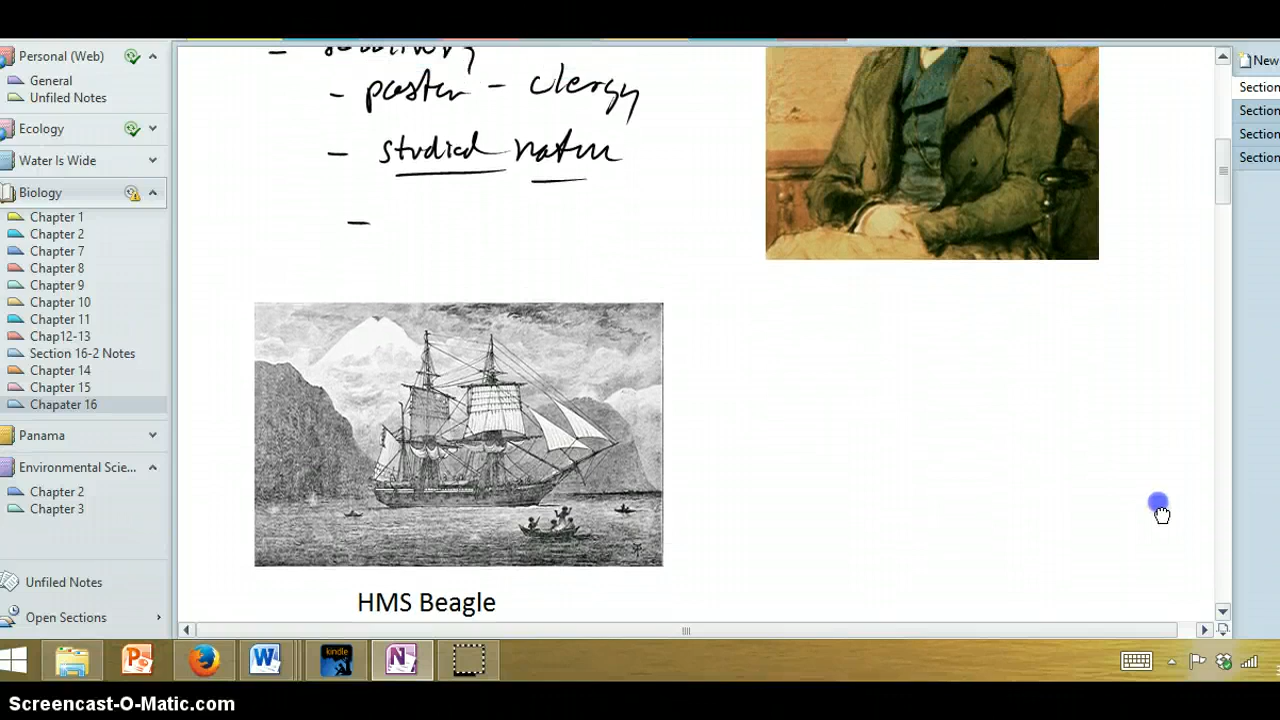 Personal (Web)
General
Unfiled Notes
Ecology
Water Is Wide
Biology
Chapter 1
Chapter 2
Chapter 7
Chapter 8
Chapter 9
Chapter 10
Chapter 11
Chap12-13
Section 16-2 Notes
Chapter 14
Chapter 15
Chapater 16
Panama
Environmental Scie...
Chapter 2
Chapter 3
Unfiled Notes
Open Sections
- - clergy
- studied nature
-
HMS Beagle
New
Section
Section
Section
Section
kindle
Screencast-O-Matic.com